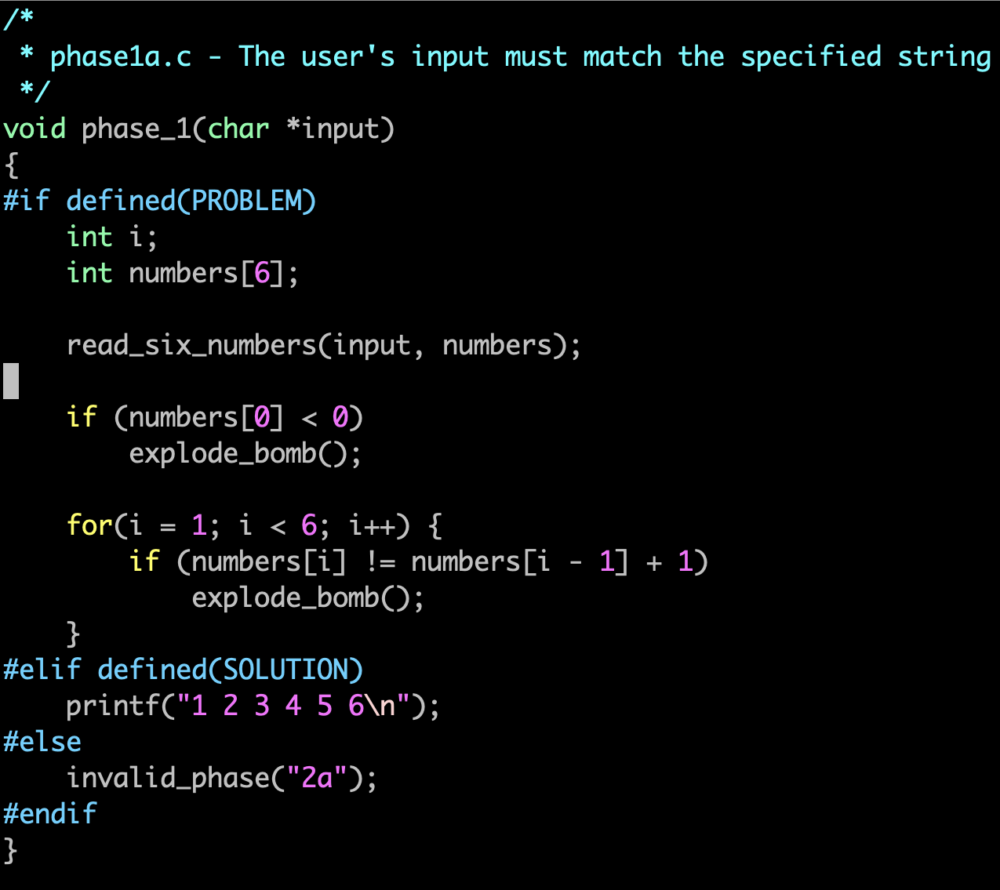 /*
 * phase1a.c - The user's input must match the specified string
 */
void phase_1(char *input)
{
#if defined(PROBLEM)
    int i;
    int numbers[6];

    read_six_numbers(input, numbers);

    if (numbers[0] < 0)
        explode_bomb();

    for(i = 1; i < 6; i++) {
        if (numbers[i] != numbers[i - 1] + 1)
            explode_bomb();
    }
#elif defined(SOLUTION)
    printf("1 2 3 4 5 6\n");
#else
    invalid_phase("2a");
#endif
}